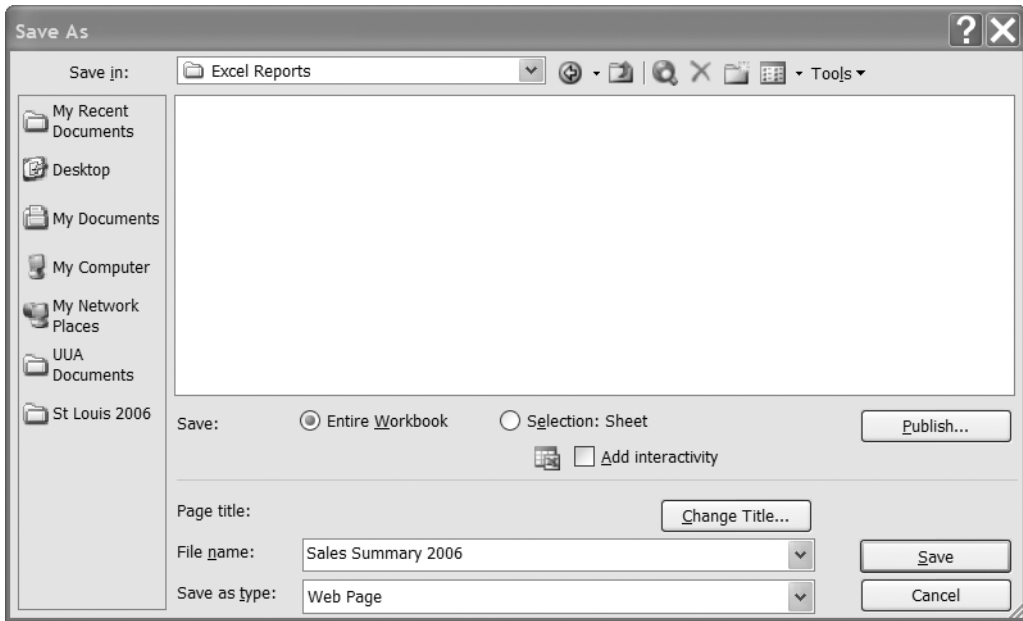 Save As
Save in:
Excel Reports
Tools
My Recent
Documents
Desktop
My Documents
My Computer
My Network
Places
UUA
Documents
St Louis 2006
Save:
Entire Workbook
Selection: Sheet
Publish...
Add interactivity
Page title:
Change Title...
File name:
Sales Summary 2006
Save
Save as type:
Web Page
Cancel